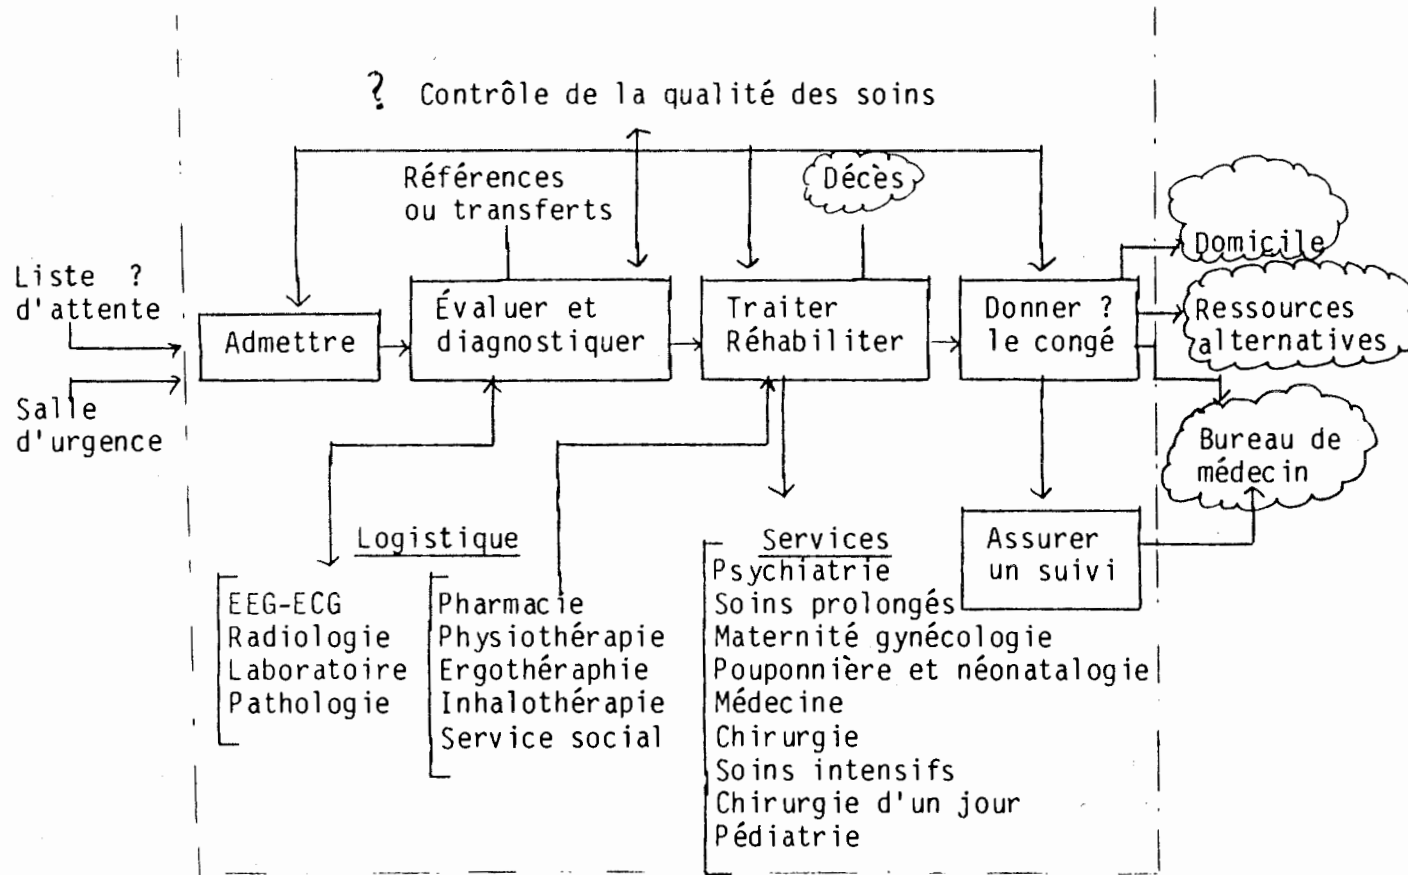 ? Contrôle de la qualité des soins
Références
ou transferts
Décès
Domicile
Liste ?
d'attente
Ressources
alternatives
Admettre
Évaluer et
diagnostiquer
Traiter
Réhabiliter
Donner ?
le congé
Salle
d'urgence
Bureau de
médecin
Assurer
un suivi
Logistique
EEG-ECG
Radiologie
Laboratoire
Pathologie
Pharmacie
Physiothérapie
Ergothéraphie
Inhalothérapie
Service social
Services
Psychiatrie
Soins prolongés
Maternité gynécologie
Pouponnière et néonatalogie
Médecine
Chirurgie
Soins intensifs
Chirurgie d'un jour
Pédiatrie